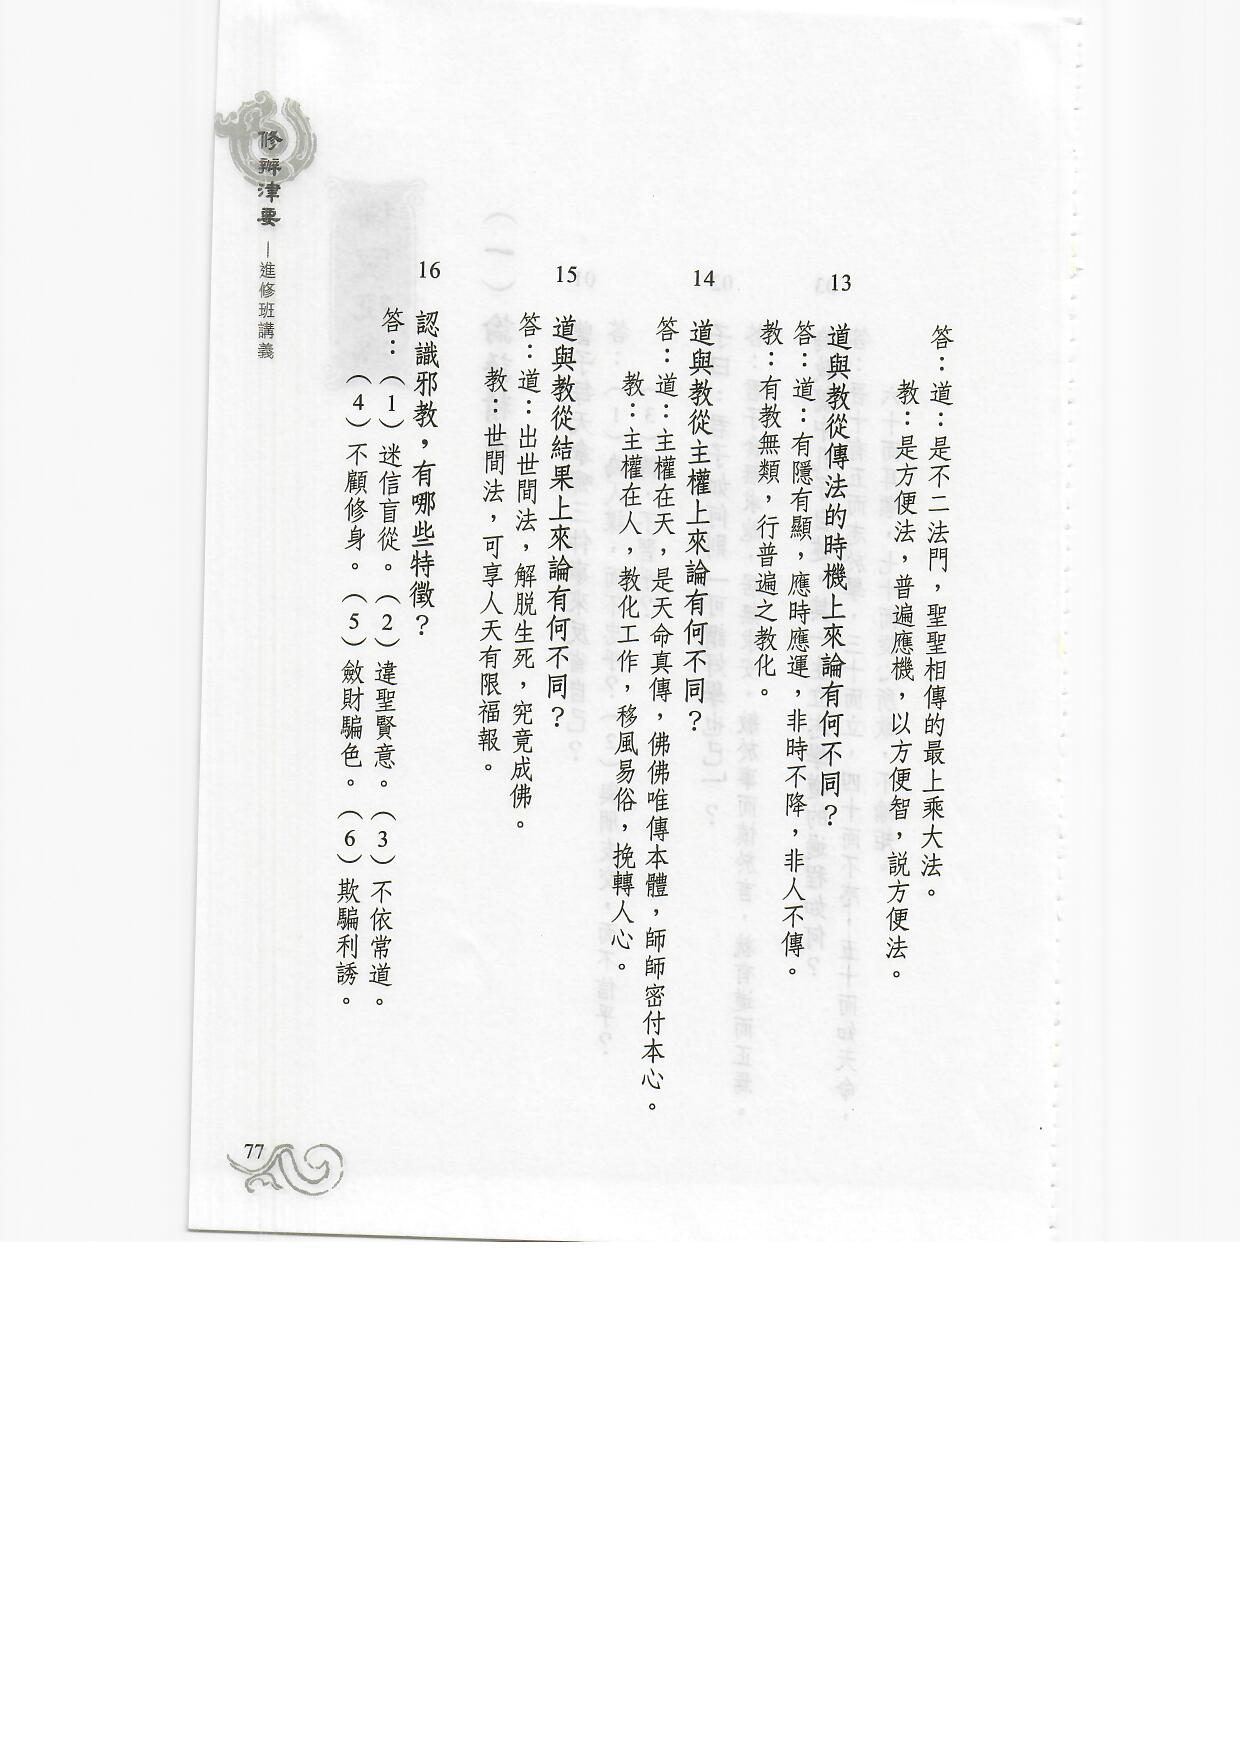 答：道：是不二法門，聖聖相傳的最上乘大法。
教：是方便法，普遍應機，以方便智，說方便法。
13 道與教從傳法的時機上來論有何不同？
答：道：有隱有顯，應時應運，非時不降，非人不傳。
教：有教無類，行普遍之教化。
14 道與教從主權上來論有何不同？
答：道：主權在天，是天命真傳，佛佛唯傳本體，師師密付本心。
教：主權在人，教化工作，移風易俗，挽轉人心。
15 道與教從結果上來論有何不同？
答：道：出世間法，解脫生死，究竟成佛。
教：世間法，可享人天有限福報。
16 認識邪教，有哪些特徵？
答：（1）迷信盲從。（2）違聖賢意。（3）不依常道。
（4）不顧修身。（5）斂財騙色。（6）欺騙利誘。
修辦津要－進修班講義
77